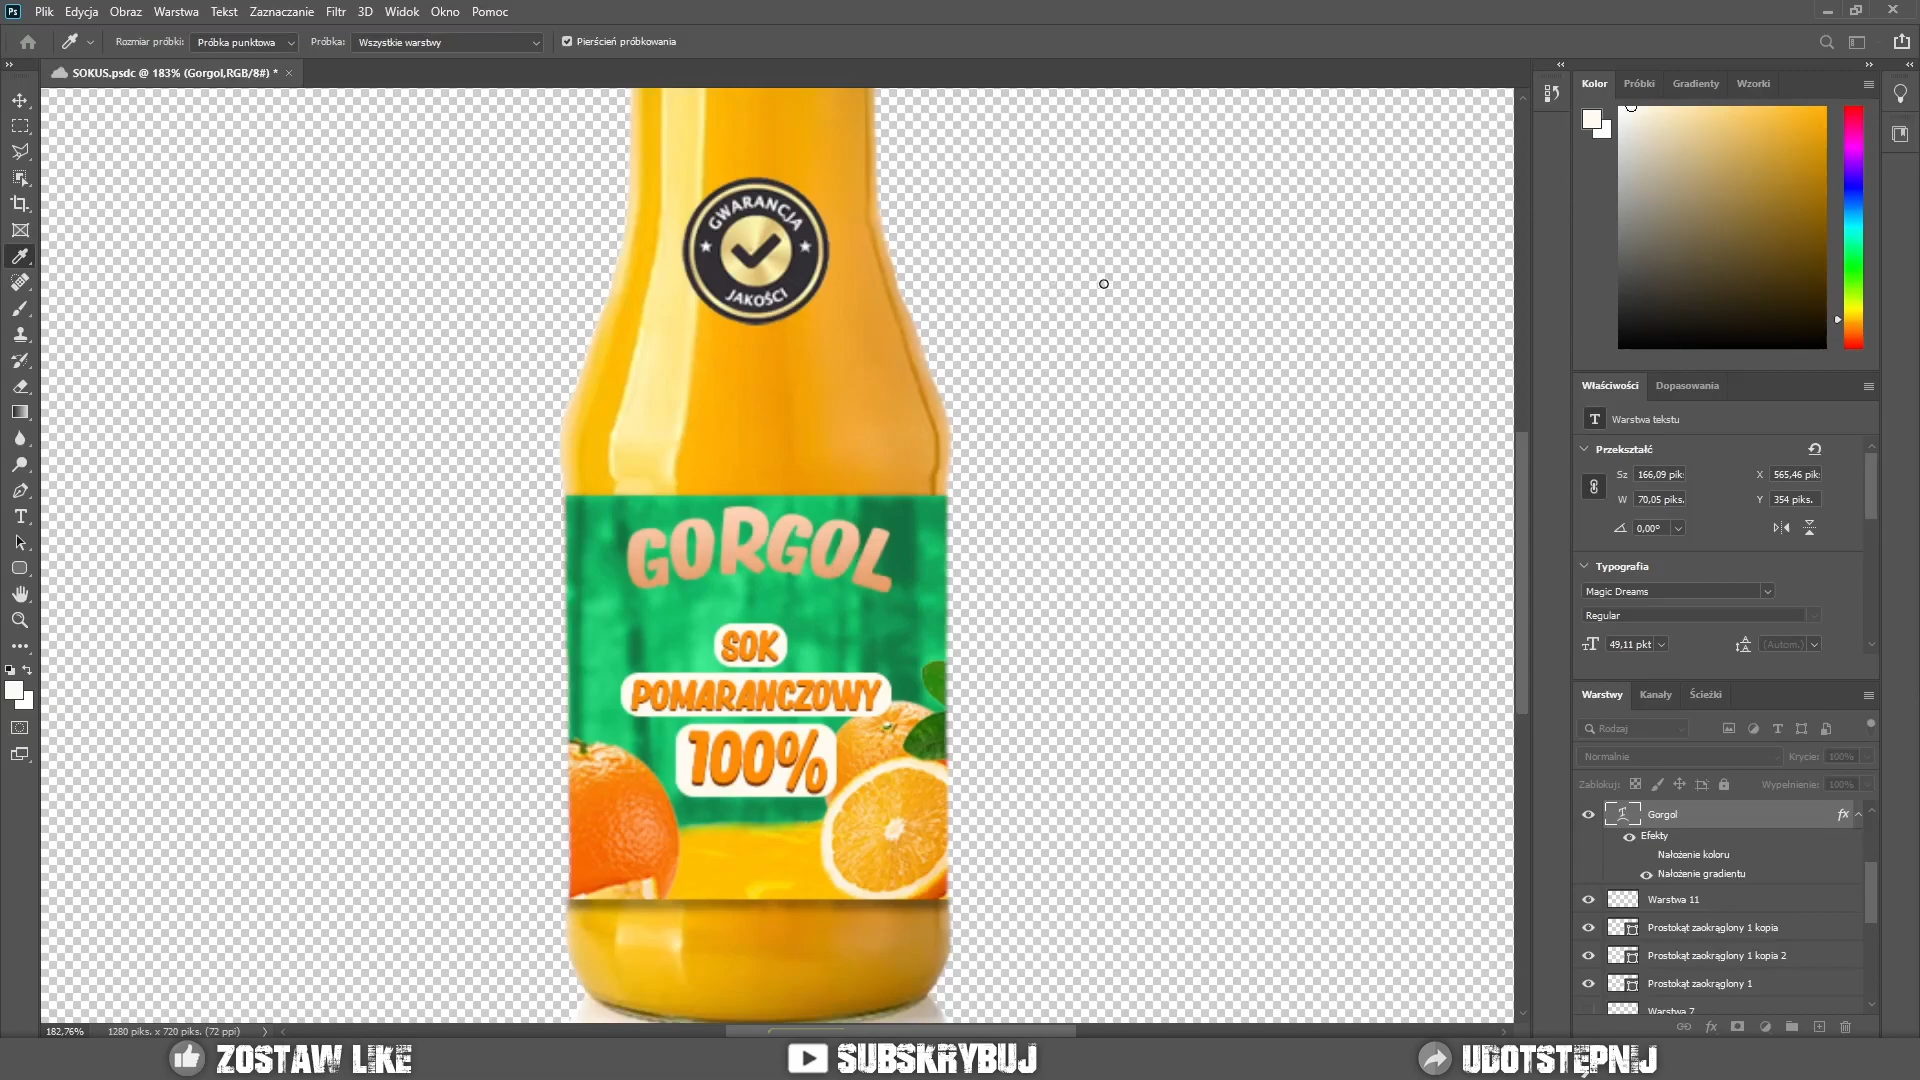 Ps Plik Edycja Obraz Warstwa Tekst Zaznaczanie Filtr 3D Widok Okno Pomoc
Rozmiar próbki: Próbka punktowa Próbka: Wszystkie warstwy Pierścień próbkowania
SOKUS.psdc @ 183% (Gorgol,RGB/8#) *
Kolor Próbki Gradienty Wzorki
GWARANCJA
JAKOŚCI
GORGOL
SOK
POMARANCZOWY
100%
Właściwości Dopasowania
T Warstwa tekstu
Przekształć
Sz 166,09 pik: X 565,46 pik:
W 70,05 piks. Y 354 piks.
0,00°
Typografia
Magic Dreams
Regular
49,11 pkt (Autom.)
Warstwy Kanały Ścieżki
Rodzaj
Normalnie Krycie: 100%
Zablokuj: Wypełnienie: 100%
Gorgol fx
Efekty
Nałożenie koloru
Nałożenie gradientu
Warstwa 11
Prostokąt zaokrąglony 1 kopia
Prostokąt zaokrąglony 1 kopia 2
Prostokąt zaokrąglony 1
Warstwa 7
182,76% 1280 piks. x 720 piks. (72 ppi)
ZOSTAW LIKE SUBSKRYBUJ UDOTSTĘPNIJ